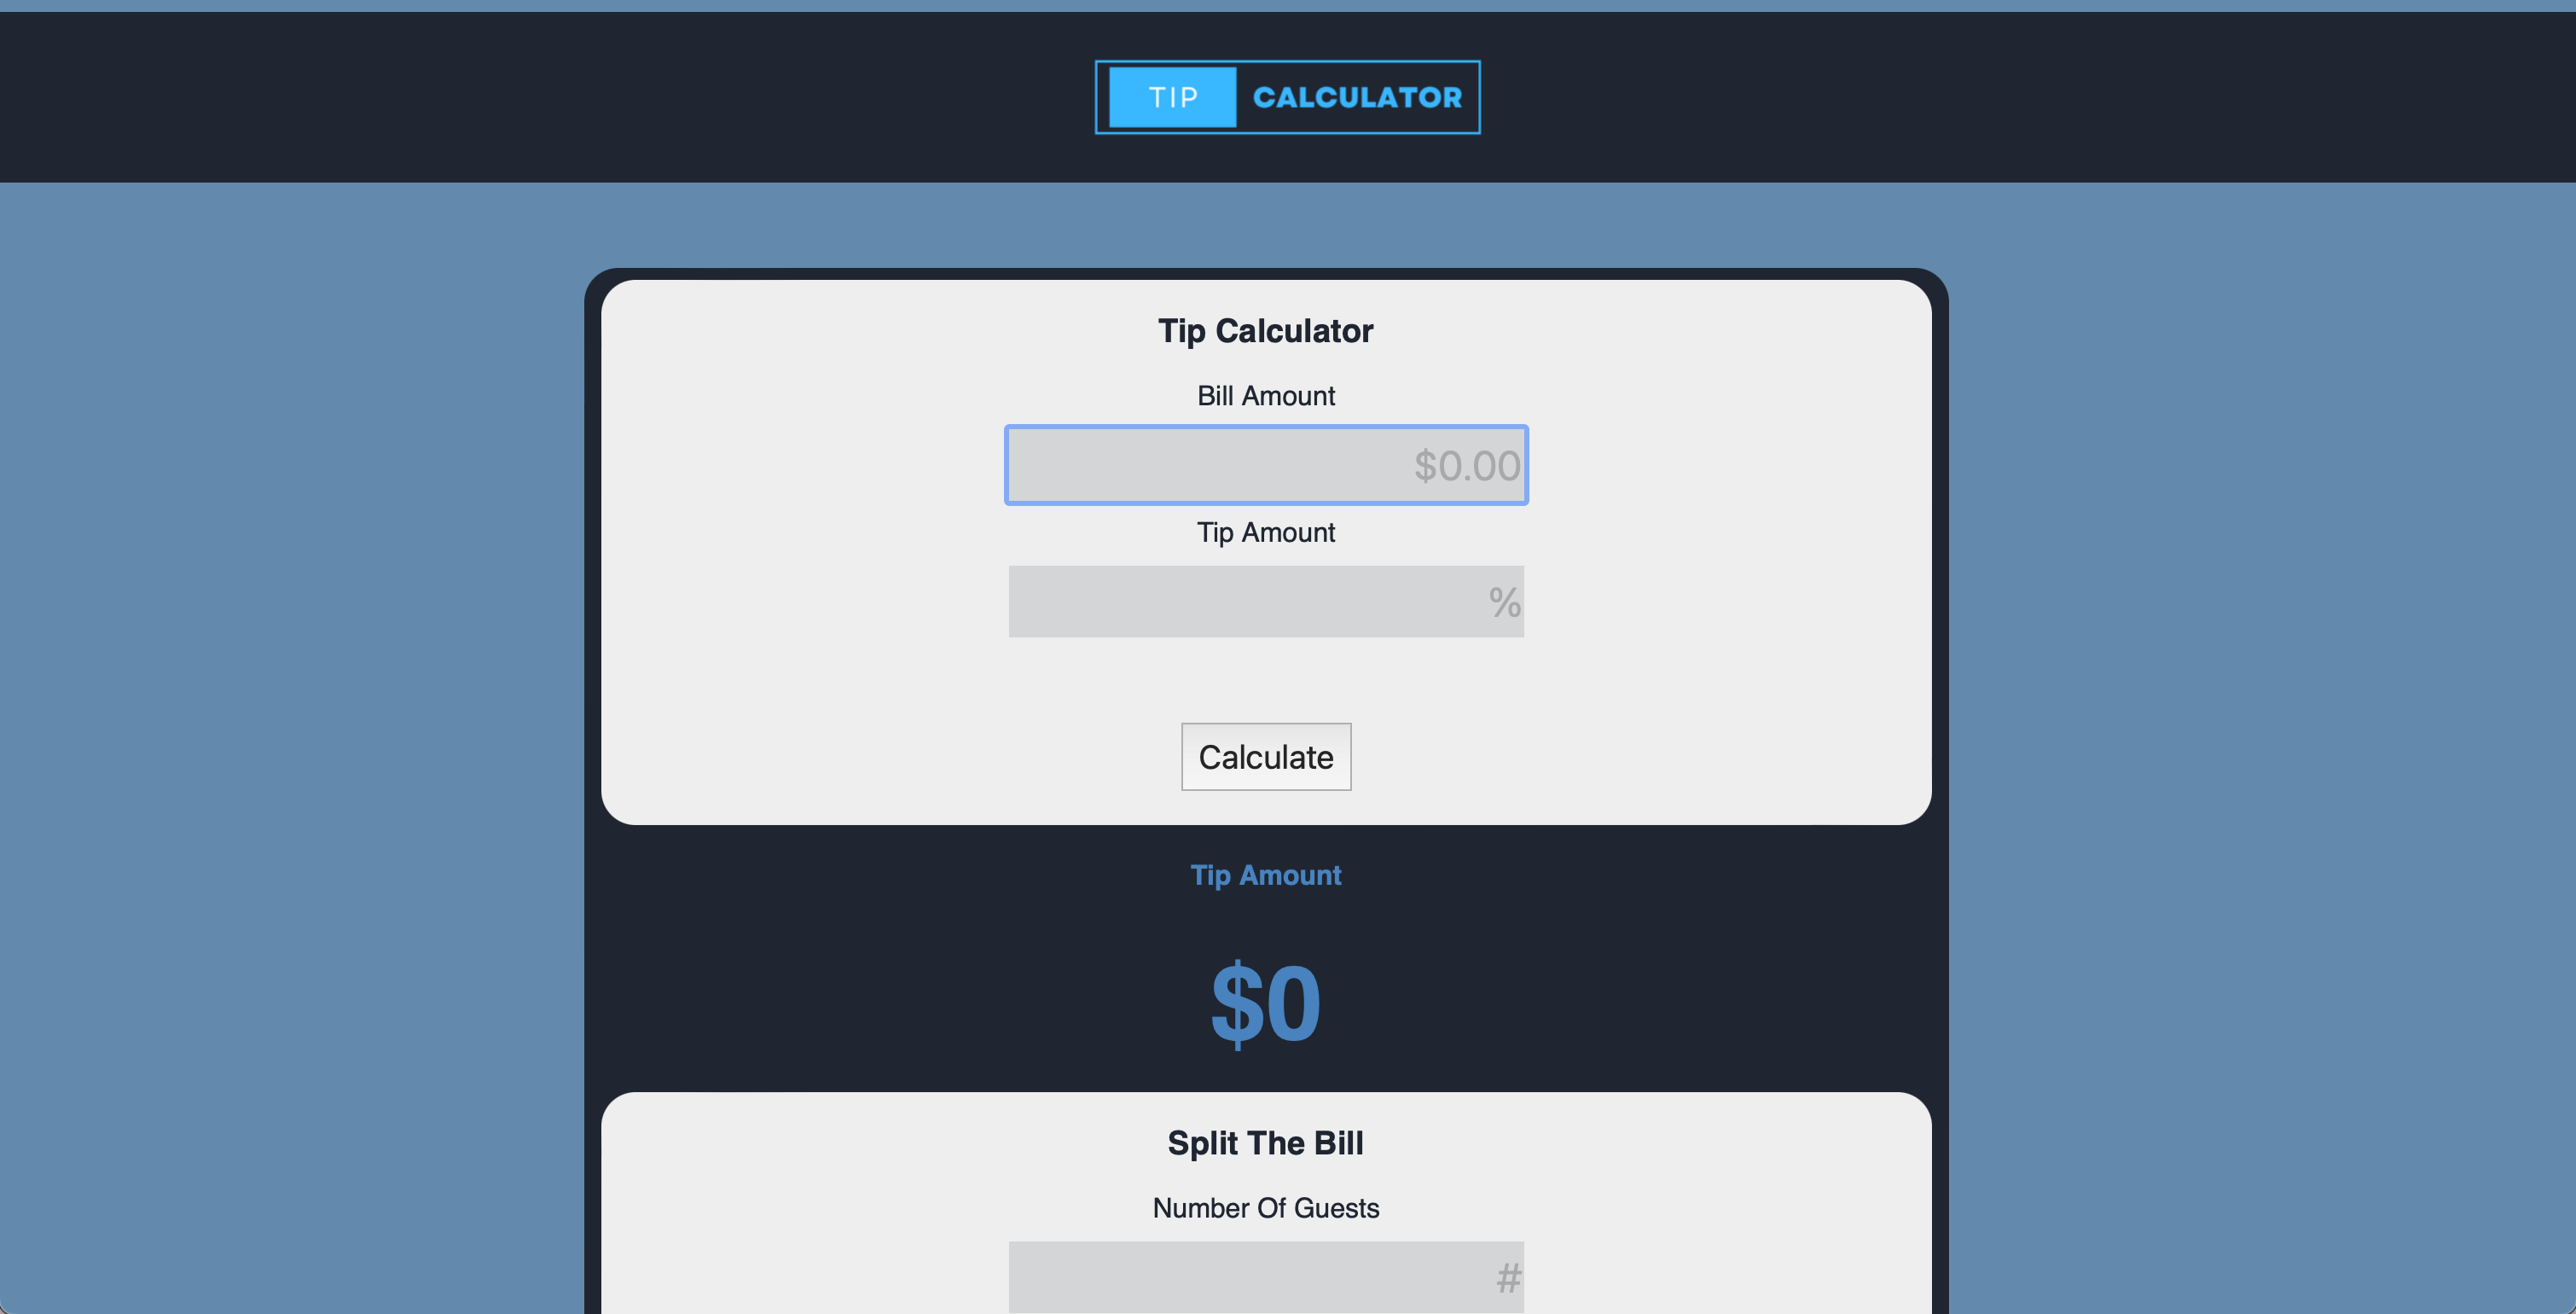 TIP CALCULATOR
Tip Calculator
Bill Amount
$0.00
Tip Amount
%
Calculate
Tip Amount
$0
Split The Bill
Number Of Guests
#